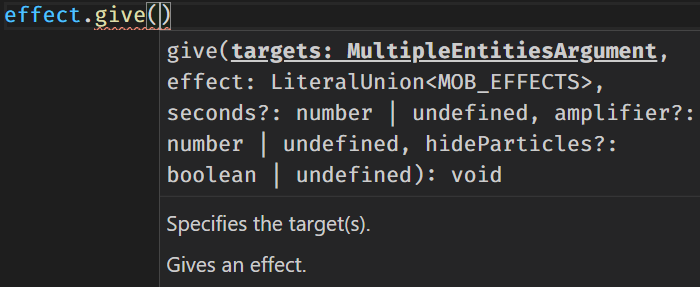 effect.give()
give(targets: MultipleEntitiesArgument,
effect: LiteralUnion<MOB_EFFECTS>,
seconds?: number | undefined, amplifier?:
number | undefined, hideParticles?:
boolean | undefined): void
Specifies the target(s).
Gives an effect.